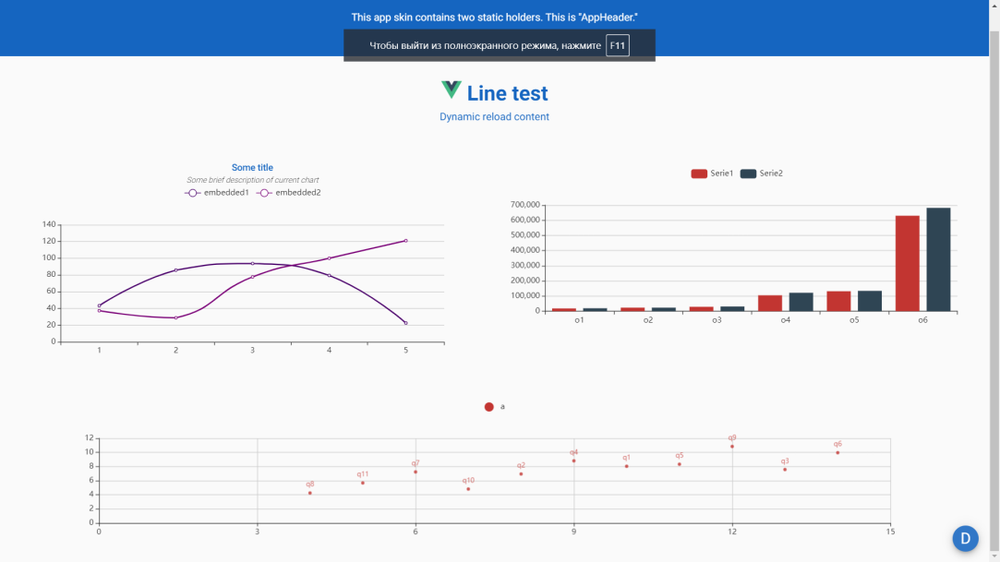 This app skin contains two static holders. This is "AppHeader."
Чтобы выйти из полноэкранного режима, нажмите F11
Line test
Dynamic reload content
Some title
Some brief description of current chart
embedded1 embedded2
140
120
100
80
60
40
20
0
1 2 3 4 5
Serie1 Serie2
700,000
600,000
500,000
400,000
300,000
200,000
100,000
0
o1 o2 o3 o4 o5 o6
a
12
10
8
6
4
2
0
q8 q11 q7 q10 q2 q4 q1 q5 q9 q3 q6
0 3 6 9 12 15
D